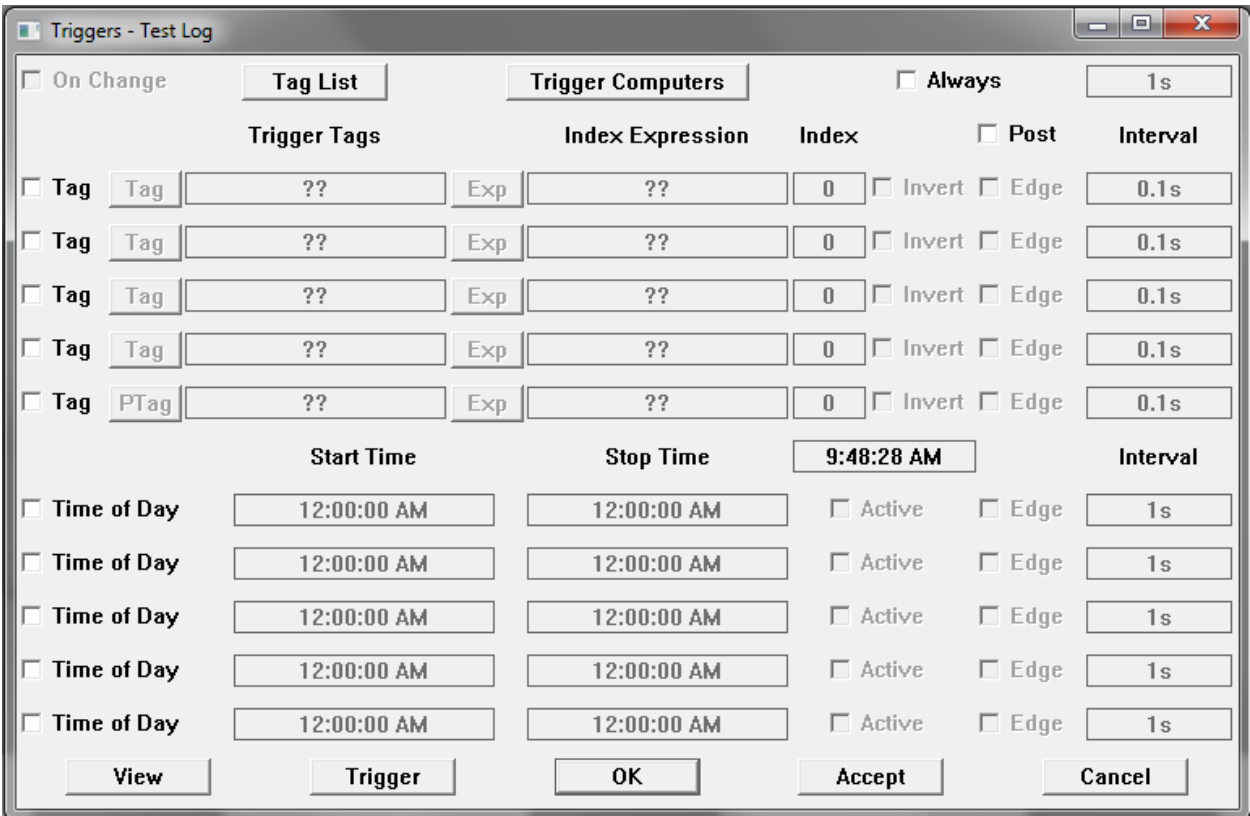 Triggers - Test Log
On Change Tag List Trigger Computers Always 1s
Trigger Tags Index Expression Index Post Interval
Tag Tag ?? Exp ?? 0 Invert Edge 0.1s
Tag Tag ?? Exp ?? 0 Invert Edge 0.1s
Tag Tag ?? Exp ?? 0 Invert Edge 0.1s
Tag Tag ?? Exp ?? 0 Invert Edge 0.1s
Tag PTag ?? Exp ?? 0 Invert Edge 0.1s
Start Time Stop Time 9:48:28 AM Interval
Time of Day 12:00:00 AM 12:00:00 AM Active Edge 1s
Time of Day 12:00:00 AM 12:00:00 AM Active Edge 1s
Time of Day 12:00:00 AM 12:00:00 AM Active Edge 1s
Time of Day 12:00:00 AM 12:00:00 AM Active Edge 1s
Time of Day 12:00:00 AM 12:00:00 AM Active Edge 1s
View Trigger OK Accept Cancel